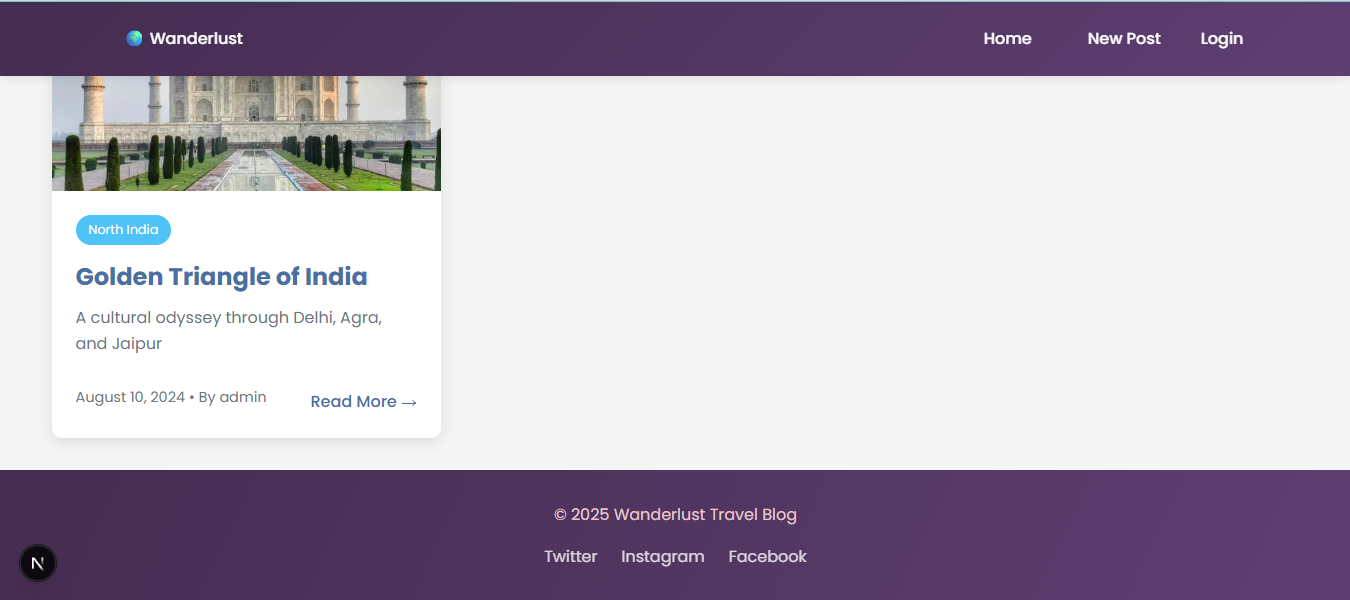 Wanderlust
Home New Post Login
North India
Golden Triangle of India
A cultural odyssey through Delhi, Agra,
and Jaipur
August 10, 2024 • By admin
Read More →
© 2025 Wanderlust Travel Blog
Twitter Instagram Facebook
N